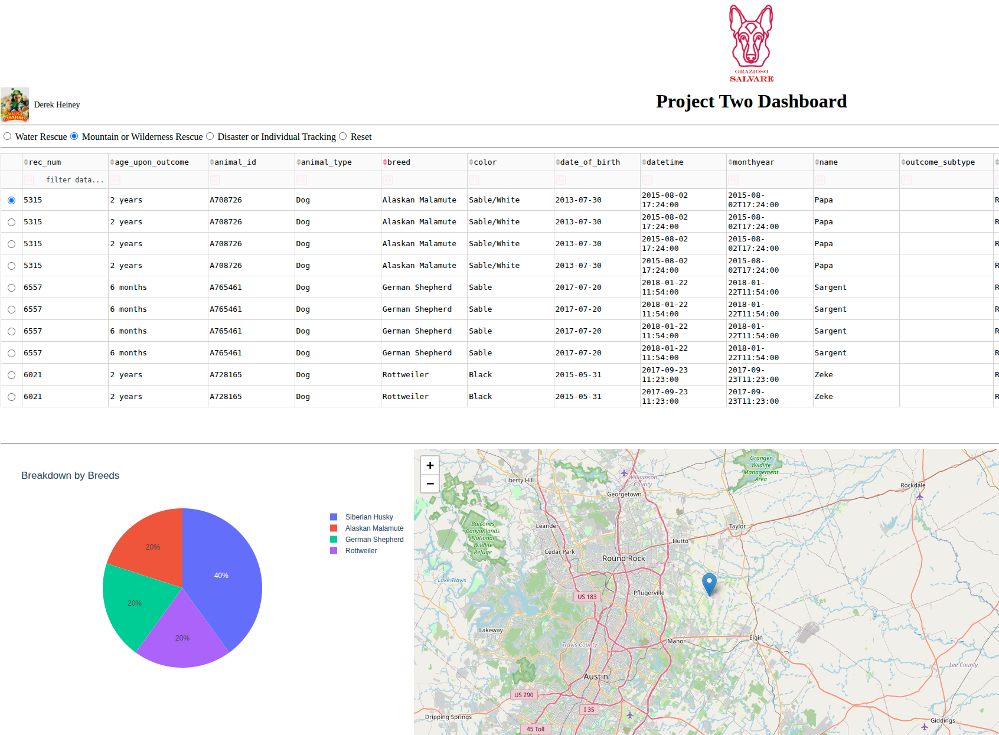 GRAZIOSO
SALVARE
LOKI
CHARMS
Derek Heiney
Project Two Dashboard
Water Rescue Mountain or Wilderness Rescue Disaster or Individual Tracking Reset
rec_num age_upon_outcome animal_id animal_type breed color date_of_birth datetime monthyear name outcome_subtype
Aa filter data... Aa Aa Aa Aa Aa Aa Aa Aa Aa Aa
5315 2 years A708726 Dog Alaskan Malamute Sable/White 2013-07-30 2015-08-02 17:24:00 2015-08-02T17:24:00 Papa R
5315 2 years A708726 Dog Alaskan Malamute Sable/White 2013-07-30 2015-08-02 17:24:00 2015-08-02T17:24:00 Papa R
5315 2 years A708726 Dog Alaskan Malamute Sable/White 2013-07-30 2015-08-02 17:24:00 2015-08-02T17:24:00 Papa R
5315 2 years A708726 Dog Alaskan Malamute Sable/White 2013-07-30 2015-08-02 17:24:00 2015-08-02T17:24:00 Papa R
6557 6 months A765461 Dog German Shepherd Sable 2017-07-20 2018-01-22 11:54:00 2018-01-22T11:54:00 Sargent R
6557 6 months A765461 Dog German Shepherd Sable 2017-07-20 2018-01-22 11:54:00 2018-01-22T11:54:00 Sargent R
6557 6 months A765461 Dog German Shepherd Sable 2017-07-20 2018-01-22 11:54:00 2018-01-22T11:54:00 Sargent R
6557 6 months A765461 Dog German Shepherd Sable 2017-07-20 2018-01-22 11:54:00 2018-01-22T11:54:00 Sargent R
6021 2 years A728165 Dog Rottweiler Black 2015-05-31 2017-09-23 11:23:00 2017-09-23T11:23:00 Zeke R
6021 2 years A728165 Dog Rottweiler Black 2015-05-31 2017-09-23 11:23:00 2017-09-23T11:23:00 Zeke R
Breakdown by Breeds
Siberian Husky
Alaskan Malamute
German Shepherd
Rottweiler
20%
40%
20%
20%
+
−
Granger
Wildlife
Management
Area
Liberty Hill
Williamson
County
Georgetown
Rockdale
Balcones
Canyonlands
National
Wildlife
Refuge
Leander
Taylor
Hutto
Cedar Park
Round Rock
Lake Travis
US 183
Pflugerville
Lakeway
Travis County
Manor
Elgin
Austin
Lee County
US 290
I 35
Dripping Springs
45 Toll
Giddings